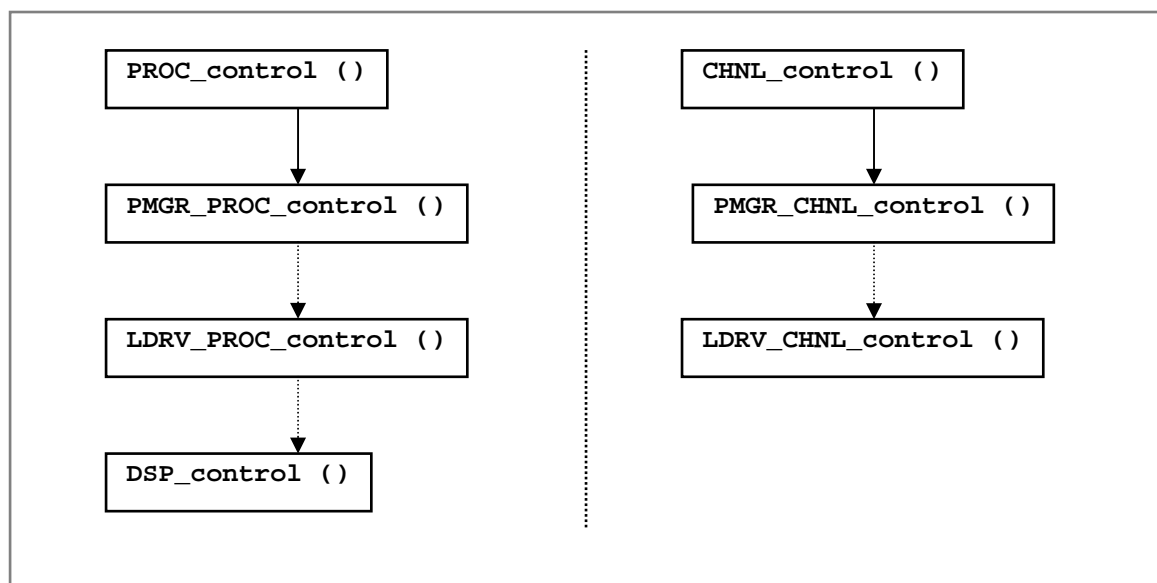 PROC_control ()
PMGR_PROC_control ()
LDRV_PROC_control ()
DSP_control ()
CHNL_control ()
PMGR_CHNL_control ()
LDRV_CHNL_control ()